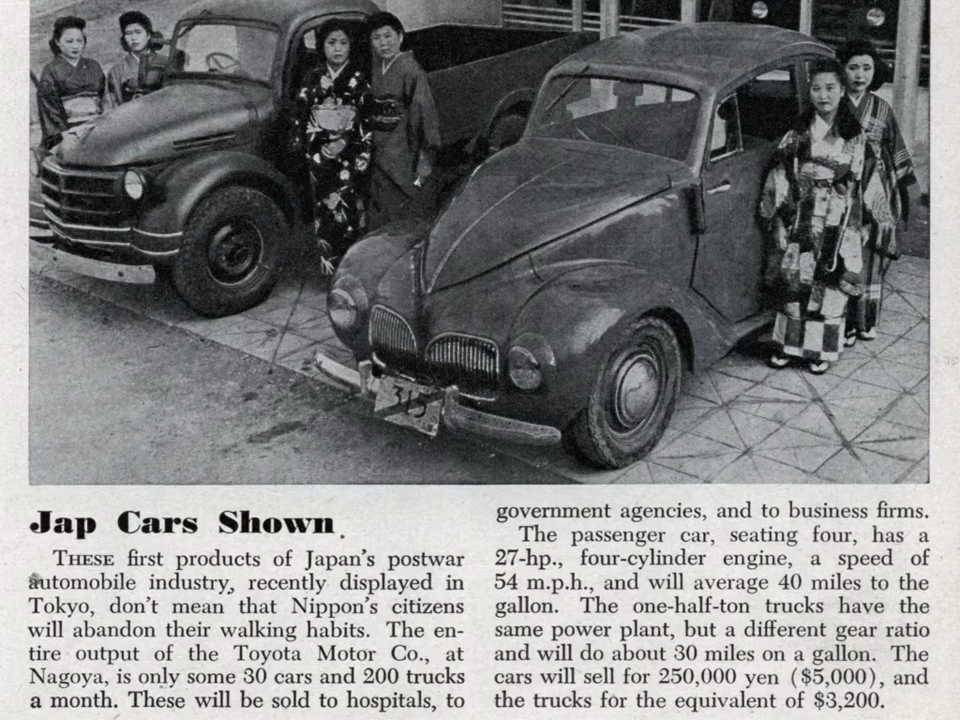 315
Jap Cars Shown
THESE first products of Japan's postwar
automobile industry, recently displayed in
Tokyo, don't mean that Nippon's citizens
will abandon their walking habits. The en-
tire output of the Toyota Motor Co., at
Nagoya, is only some 30 cars and 200 trucks
a month. These will be sold to hospitals, to
government agencies, and to business firms.
The passenger car, seating four, has a
27-hp., four-cylinder engine, a speed of
54 m.p.h., and will average 40 miles to the
gallon. The one-half-ton trucks have the
same power plant, but a different gear ratio
and will do about 30 miles on a gallon. The
cars will sell for 250,000 yen ($5,000), and
the trucks for the equivalent of $3,200.